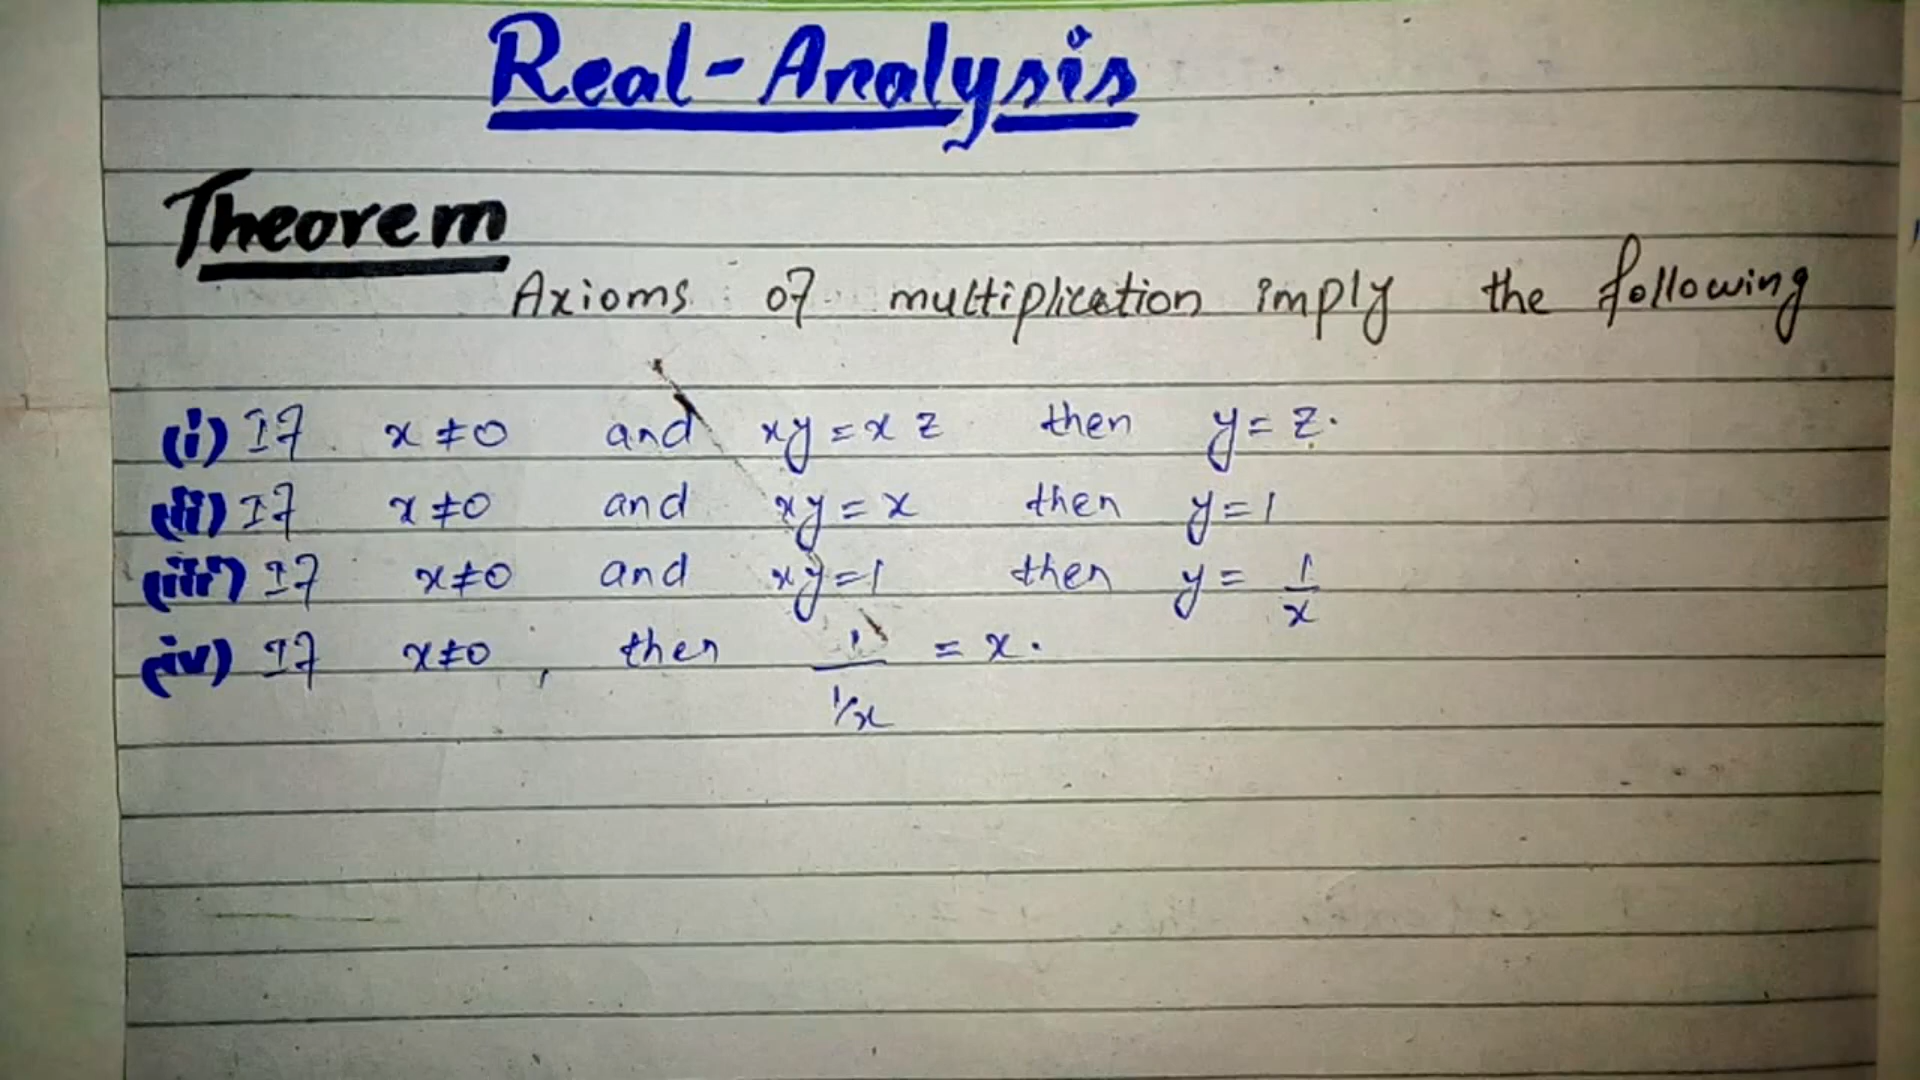 Real-Analysis
Theorem
Axioms of multiplication imply the following
(i) If x ≠ 0 and xy = xz then y = z.
(ii) If x ≠ 0 and xy = x then y = 1
(iii) If x ≠ 0 and xy = 1 then y = 1/x
(iv) If x ≠ 0, then 1/(1/x) = x.